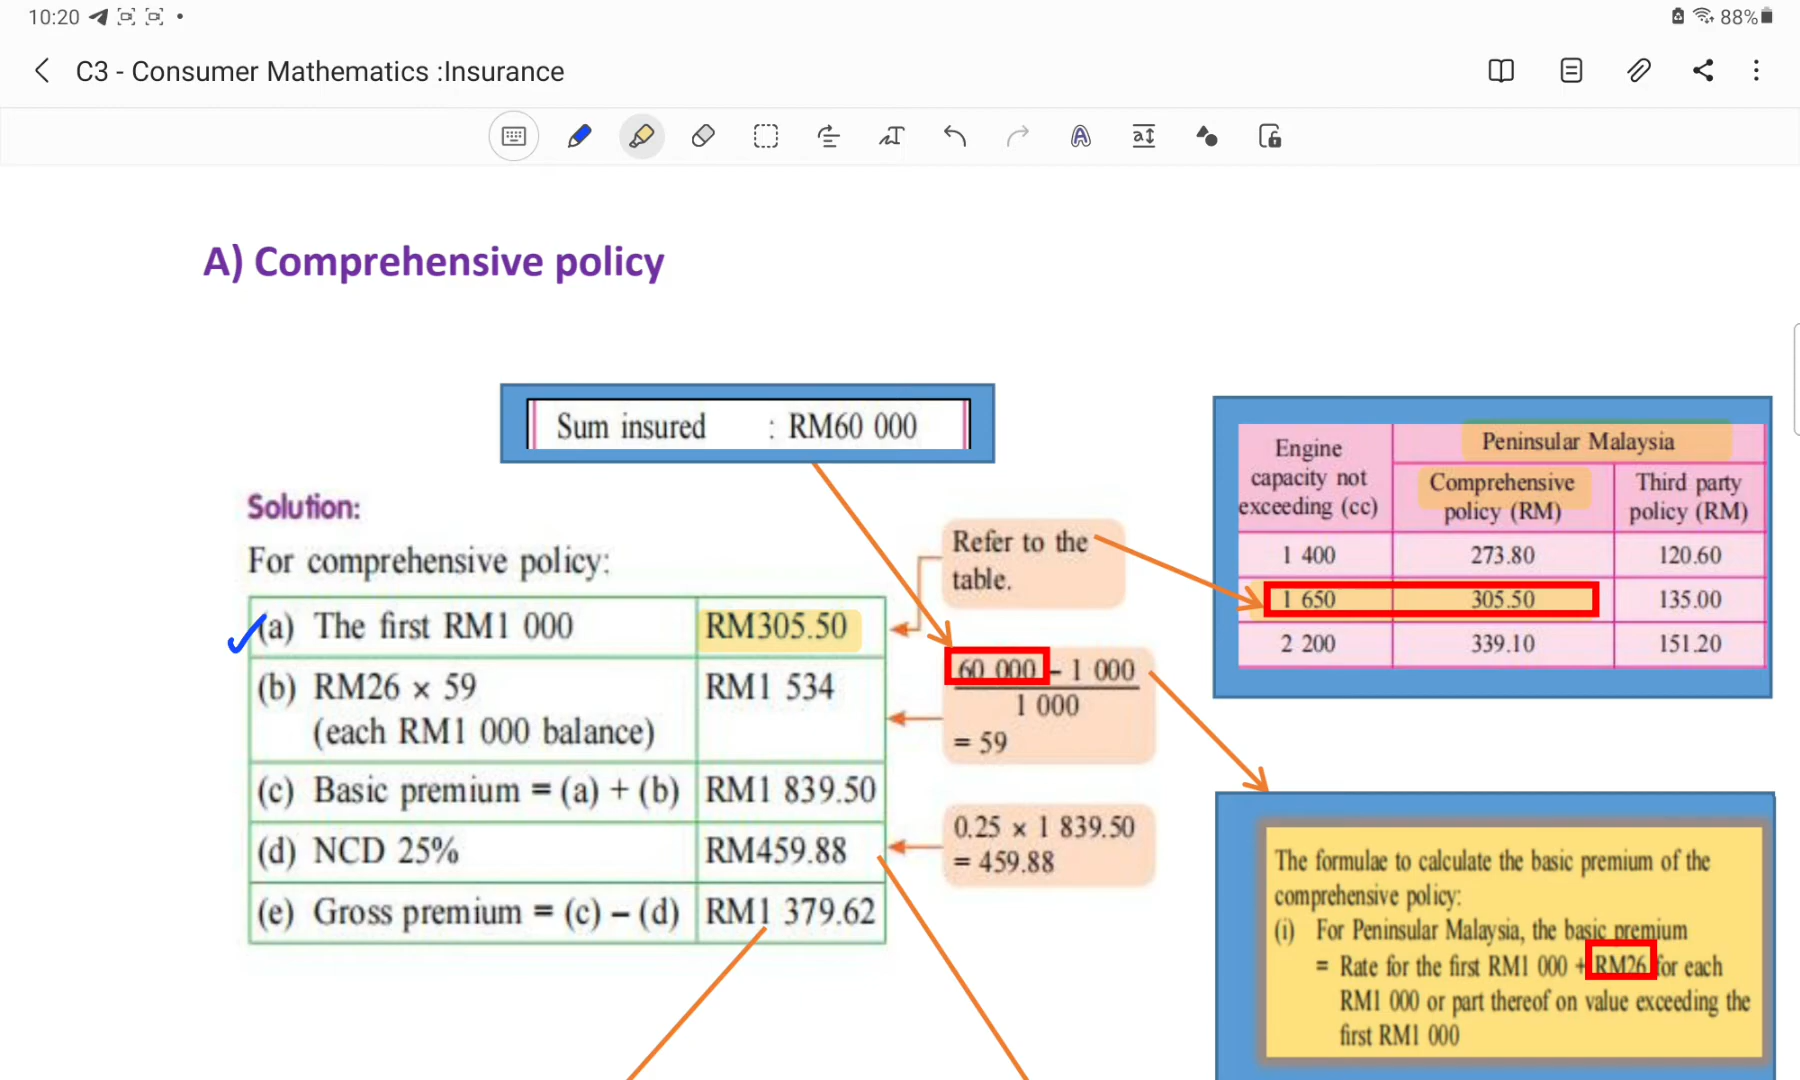 10:20
88%
C3 - Consumer Mathematics :Insurance
A) Comprehensive policy
Sum insured : RM60 000
Solution:
For comprehensive policy:
(a) The first RM1 000 RM305.50
(b) RM26 × 59 RM1 534
(each RM1 000 balance)
(c) Basic premium = (a) + (b) RM1 839.50
(d) NCD 25% RM459.88
(e) Gross premium = (c) – (d) RM1 379.62
Refer to the
table.
60 000 – 1 000
1 000
= 59
0.25 × 1 839.50
= 459.88
Engine
capacity not
exceeding (cc)
Peninsular Malaysia
Comprehensive
policy (RM)
Third party
policy (RM)
1 400 273.80 120.60
1 650 305.50 135.00
2 200 339.10 151.20
The formulae to calculate the basic premium of the
comprehensive policy:
(i) For Peninsular Malaysia, the basic premium
= Rate for the first RM1 000 + RM26 for each
RM1 000 or part thereof on value exceeding the
first RM1 000